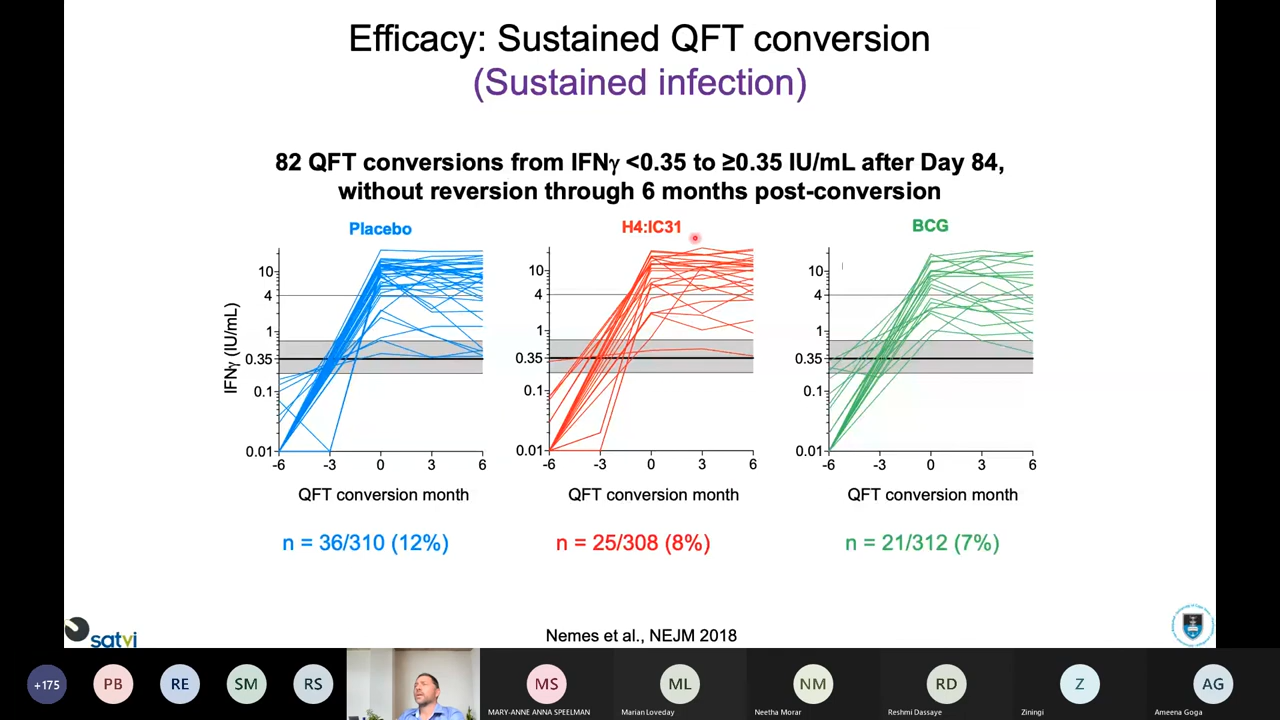 Efficacy: Sustained QFT conversion
(Sustained infection)
82 QFT conversions from IFNγ <0.35 to ≥0.35 IU/mL after Day 84,
without reversion through 6 months post-conversion
Placebo
H4:IC31
BCG
IFNγ (IU/mL)
10
4
1
0.35
0.1
0.01
-6 -3 0 3 6
QFT conversion month
10
4
1
0.35
0.1
0.01
-6 -3 0 3 6
QFT conversion month
10
4
1
0.35
0.1
0.01
-6 -3 0 3 6
QFT conversion month
n = 36/310 (12%)
n = 25/308 (8%)
n = 21/312 (7%)
satvi
Nemes et al., NEJM 2018
+175
PB
RE
SM
RS
MS
MARY-ANNE ANNA SPEELMAN
ML
Marian Loveday
NM
Neetha Morar
RD
Reshmi Dassaye
Z
Ziningi
AG
Ameena Goga